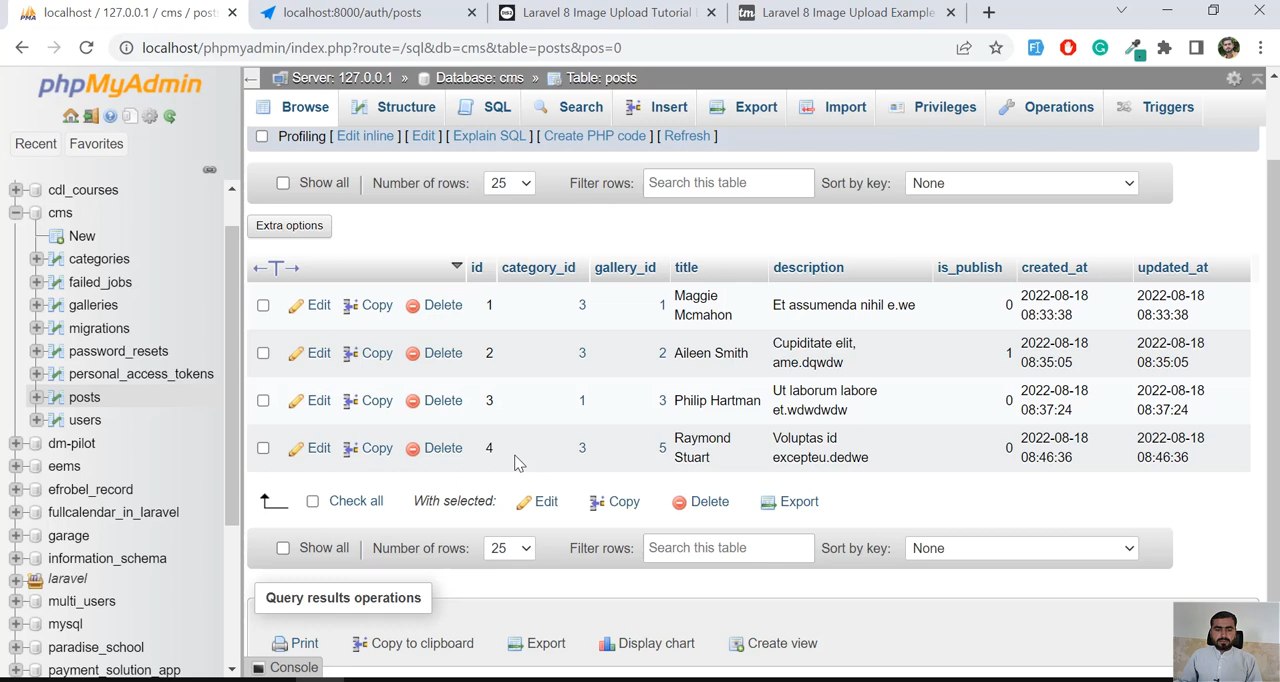 localhost / 127.0.0.1 / cms / post
localhost:8000/auth/posts
Laravel 8 Image Upload Tutorial
Laravel 8 Image Upload Example
localhost/phpmyadmin/index.php?route=/sql&db=cms&table=posts&pos=0
phpMyAdmin
Recent Favorites
cdl_courses
cms
New
categories
failed_jobs
galleries
migrations
password_resets
personal_access_tokens
posts
users
dm-pilot
eems
efrobel_record
fullcalendar_in_laravel
garage
information_schema
laravel
multi_users
mysql
paradise_school
payment_solution_app
Server: 127.0.0.1 » Database: cms » Table: posts
Browse Structure SQL Search Insert Export Import Privileges Operations Triggers
Profiling [ Edit inline ] [ Edit ] [ Explain SQL ] [ Create PHP code ] [ Refresh ]
Show all Number of rows: 25 Filter rows: Search this table Sort by key: None
Extra options
id category_id gallery_id title description is_publish created_at updated_at
Edit Copy Delete 1 3 1 Maggie Mcmahon Et assumenda nihil e.we 0 2022-08-18 08:33:38 2022-08-18 08:33:38
Edit Copy Delete 2 3 2 Aileen Smith Cupiditate elit, ame.dqwdw 1 2022-08-18 08:35:05 2022-08-18 08:35:05
Edit Copy Delete 3 1 3 Philip Hartman Ut laborum labore et.wdwdwdw 0 2022-08-18 08:37:24 2022-08-18 08:37:24
Edit Copy Delete 4 3 5 Raymond Stuart Voluptas id excepteu.dedwe 0 2022-08-18 08:46:36 2022-08-18 08:46:36
Check all With selected: Edit Copy Delete Export
Show all Number of rows: 25 Filter rows: Search this table Sort by key: None
Query results operations
Print Copy to clipboard Export Display chart Create view
Console